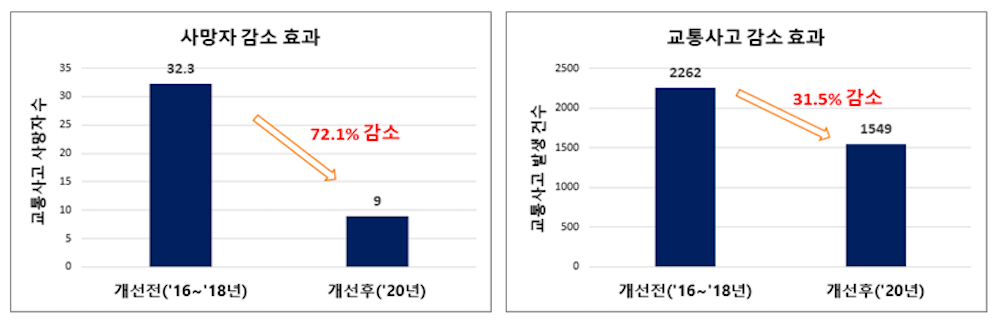 사망자 감소 효과
교통사고 사망자 수
35
30
25
20
15
10
5
0
32.3
72.1% 감소
9
개선전('16~'18년)
개선후('20년)
교통사고 감소 효과
교통사고 발생 건수
2500
2000
1500
1000
500
0
2262
31.5% 감소
1549
개선전('16~'18년)
개선후('20년)